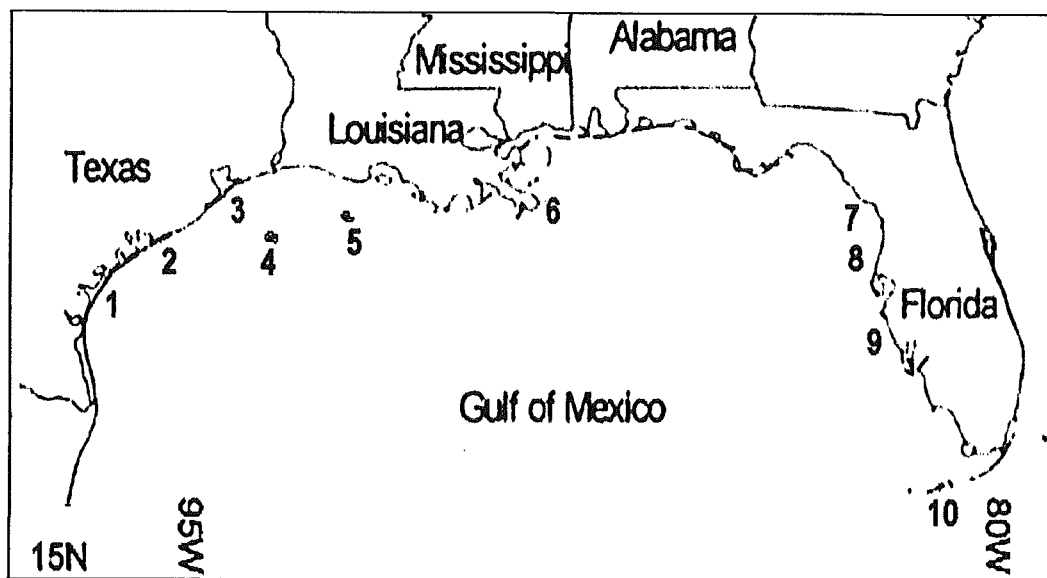 Alabama
Mississippi
Louisiana
Texas
3
6
7
2
4
5
8
1
Florida
9
Gulf of Mexico
10
15N
95W
80W